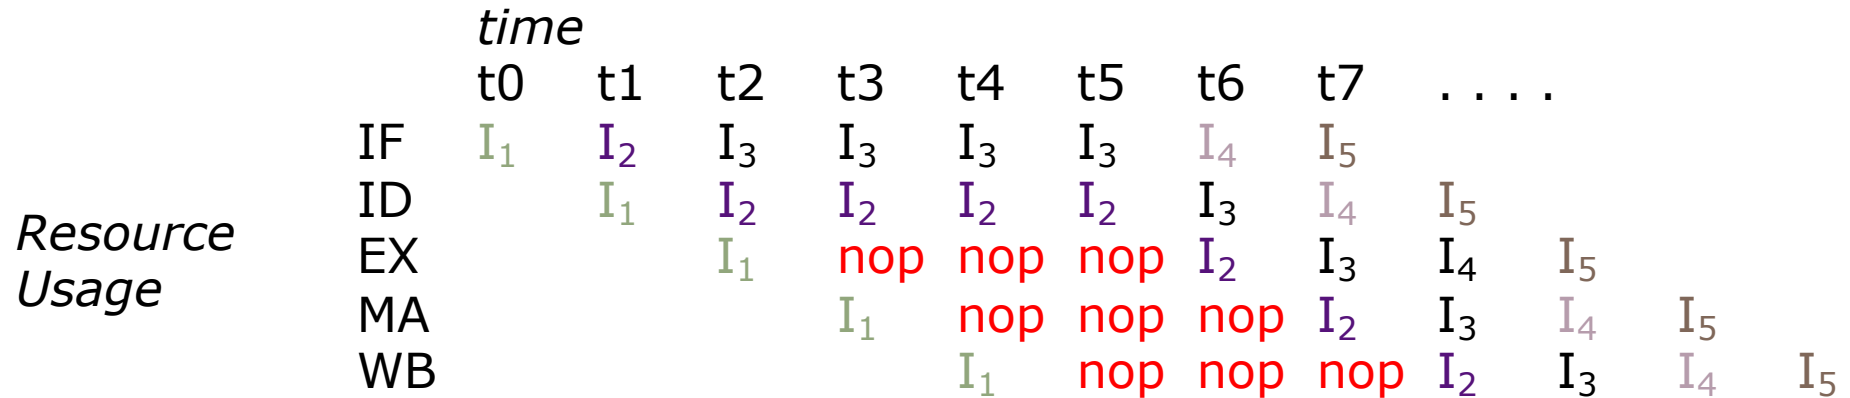 time
t0 t1 t2 t3 t4 t5 t6 t7 . . . .
IF I₁ I₂ I₃ I₃ I₃ I₃ I₄ I₅
ID I₁ I₂ I₂ I₂ I₂ I₃ I₄ I₅
Resource
EX I₁ nop nop nop I₂ I₃ I₄ I₅
Usage
MA I₁ nop nop nop I₂ I₃ I₄ I₅
WB I₁ nop nop nop I₂ I₃ I₄ I₅